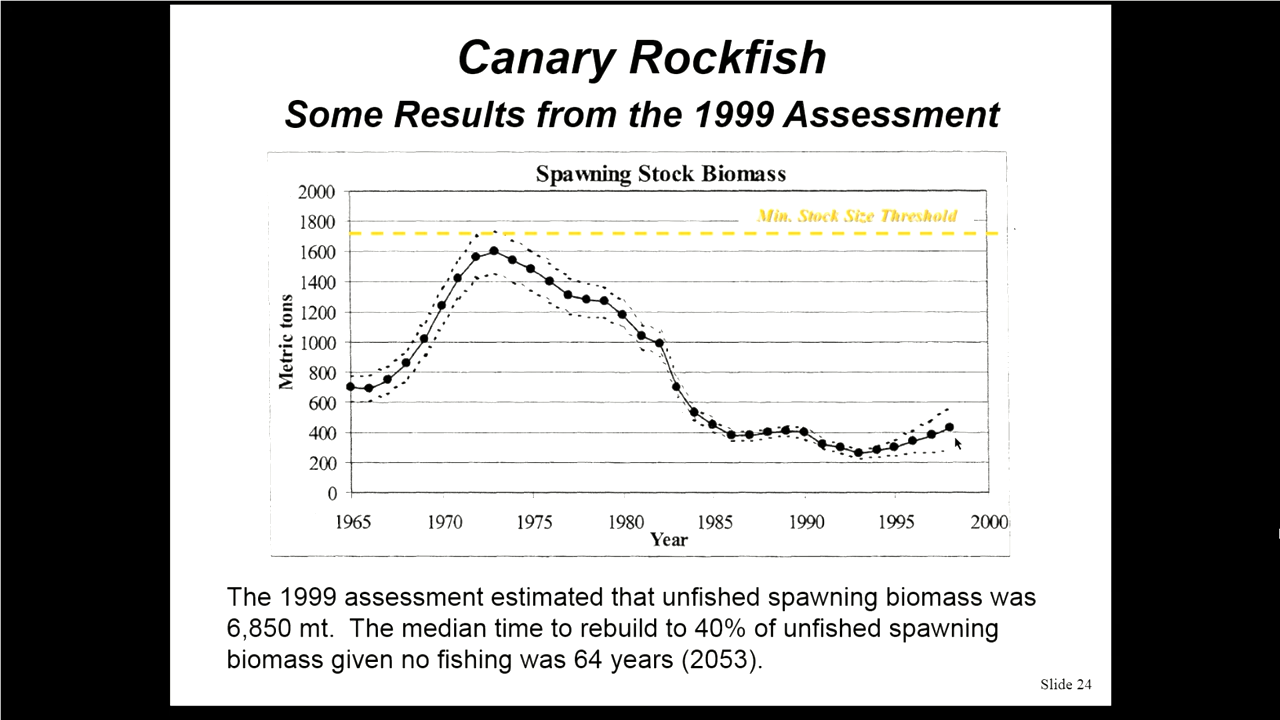 Canary Rockfish
Some Results from the 1999 Assessment
Spawning Stock Biomass
2000
1800
1600
1400
1200
1000
800
600
400
200
0
Metric tons
Min. Stock Size Threshold
1965 1970 1975 1980 1985 1990 1995 2000
Year
The 1999 assessment estimated that unfished spawning biomass was
6,850 mt. The median time to rebuild to 40% of unfished spawning
biomass given no fishing was 64 years (2053).
Slide 24